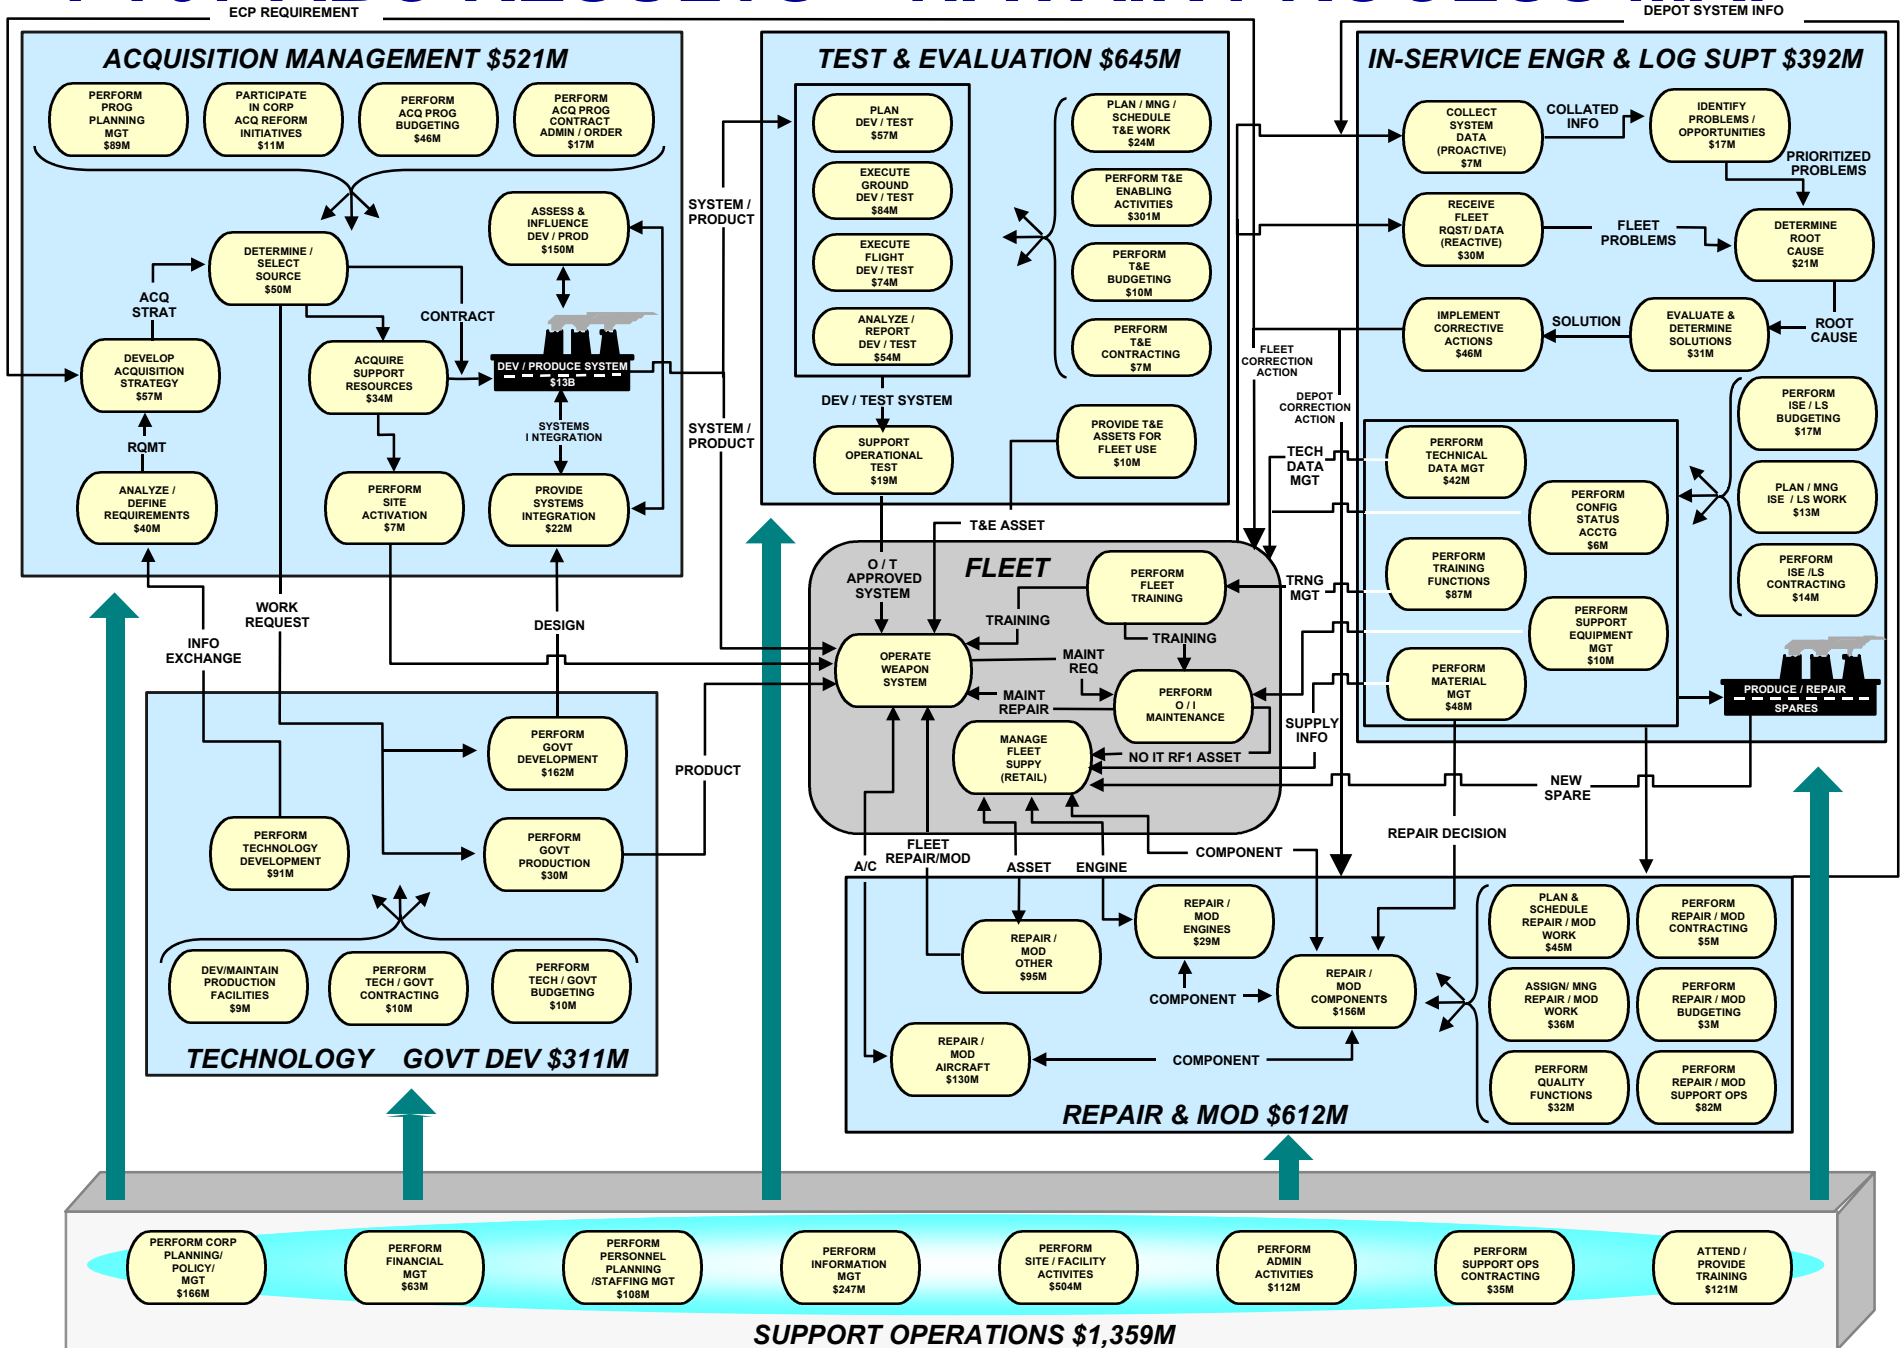 ECP REQUIREMENT
DEPOT SYSTEM INFO
ACQUISITION MANAGEMENT $521M
PERFORM
PROG
PLANNING
MGT
$89M
PARTICIPATE
IN CORP
ACQ REFORM
INITIATIVES
$11M
PERFORM
ACQ PROG
BUDGETING
$46M
PERFORM
ACQ PROG
CONTRACT
ADMIN / ORDER
$17M
ASSESS &
INFLUENCE
DEV / PROD
$150M
DETERMINE /
SELECT
SOURCE
$50M
ACQ
STRAT
CONTRACT
DEVELOP
ACQUISITION
STRATEGY
$57M
ACQUIRE
SUPPORT
RESOURCES
$34M
DEV / PRODUCE SYSTEM
$13B
RQMT
SYSTEMS
I NTEGRATION
ANALYZE /
DEFINE
REQUIREMENTS
$40M
PERFORM
SITE
ACTIVATION
$7M
PROVIDE
SYSTEMS
INTEGRATION
$22M
SYSTEM /
PRODUCT
SYSTEM /
PRODUCT
TEST & EVALUATION $645M
PLAN
DEV / TEST
$57M
EXECUTE
GROUND
DEV / TEST
$84M
EXECUTE
FLIGHT
DEV / TEST
$74M
ANALYZE /
REPORT
DEV / TEST
$54M
PLAN / MNG /
SCHEDULE
T&E WORK
$24M
PERFORM T&E
ENABLING
ACTIVITIES
$301M
PERFORM
T&E
BUDGETING
$10M
PERFORM
T&E
CONTRACTING
$7M
DEV / TEST SYSTEM
SUPPORT
OPERATIONAL
TEST
$19M
PROVIDE T&E
ASSETS FOR
FLEET USE
$10M
T&E ASSET
IN-SERVICE ENGR & LOG SUPT $392M
COLLECT
SYSTEM
DATA
(PROACTIVE)
$7M
COLLATED
INFO
IDENTIFY
PROBLEMS /
OPPORTUNITIES
$17M
PRIORITIZED
PROBLEMS
RECEIVE
FLEET
RQST/ DATA
(REACTIVE)
$30M
FLEET
PROBLEMS
DETERMINE
ROOT
CAUSE
$21M
IMPLEMENT
CORRECTIVE
ACTIONS
$46M
SOLUTION
EVALUATE &
DETERMINE
SOLUTIONS
$31M
ROOT
CAUSE
FLEET
CORRECTION
ACTION
DEPOT
CORRECTION
ACTION
TECH
DATA
MGT
PERFORM
TECHNICAL
DATA MGT
$42M
PERFORM
CONFIG
STATUS
ACCTG
$6M
PERFORM
TRAINING
FUNCTIONS
$87M
PERFORM
SUPPORT
EQUIPMENT
MGT
$10M
PERFORM
MATERIAL
MGT
$48M
PERFORM
ISE / LS
BUDGETING
$17M
PLAN / MNG
ISE / LS WORK
$13M
PERFORM
ISE /LS
CONTRACTING
$14M
PRODUCE / REPAIR
SPARES
TRNG
MGT
SUPPLY
INFO
NEW
SPARE
REPAIR DECISION
FLEET
O / T
APPROVED
SYSTEM
PERFORM
FLEET
TRAINING
TRAINING
TRAINING
OPERATE
WEAPON
SYSTEM
MAINT
REQ
MAINT
REPAIR
PERFORM
O / I
MAINTENANCE
MANAGE
FLEET
SUPPY
(RETAIL)
NO IT RF1 ASSET
WORK
REQUEST
INFO
EXCHANGE
DESIGN
PRODUCT
PERFORM
GOVT
DEVELOPMENT
$162M
PERFORM
TECHNOLOGY
DEVELOPMENT
$91M
PERFORM
GOVT
PRODUCTION
$30M
DEV/MAINTAIN
PRODUCTION
FACILITIES
$9M
PERFORM
TECH / GOVT
CONTRACTING
$10M
PERFORM
TECH / GOVT
BUDGETING
$10M
TECHNOLOGY GOVT DEV $311M
A/C
FLEET
REPAIR/MOD
ASSET
ENGINE
COMPONENT
REPAIR /
MOD
OTHER
$95M
REPAIR /
MOD
ENGINES
$29M
COMPONENT
REPAIR /
MOD
COMPONENTS
$156M
REPAIR /
MOD
AIRCRAFT
$130M
COMPONENT
PLAN &
SCHEDULE
REPAIR / MOD
WORK
$45M
PERFORM
REPAIR / MOD
CONTRACTING
$5M
ASSIGN/ MNG
REPAIR / MOD
WORK
$36M
PERFORM
REPAIR / MOD
BUDGETING
$3M
PERFORM
QUALITY
FUNCTIONS
$32M
PERFORM
REPAIR / MOD
SUPPORT OPS
$82M
REPAIR & MOD $612M
PERFORM CORP
PLANNING/
POLICY/
MGT
$166M
PERFORM
FINANCIAL
MGT
$63M
PERFORM
PERSONNEL
PLANNING
/STAFFING MGT
$108M
PERFORM
INFORMATION
MGT
$247M
PERFORM
SITE / FACILITY
ACTIVITES
$504M
PERFORM
ADMIN
ACTIVITIES
$112M
PERFORM
SUPPORT OPS
CONTRACTING
$35M
ATTEND /
PROVIDE
TRAINING
$121M
SUPPORT OPERATIONS $1,359M